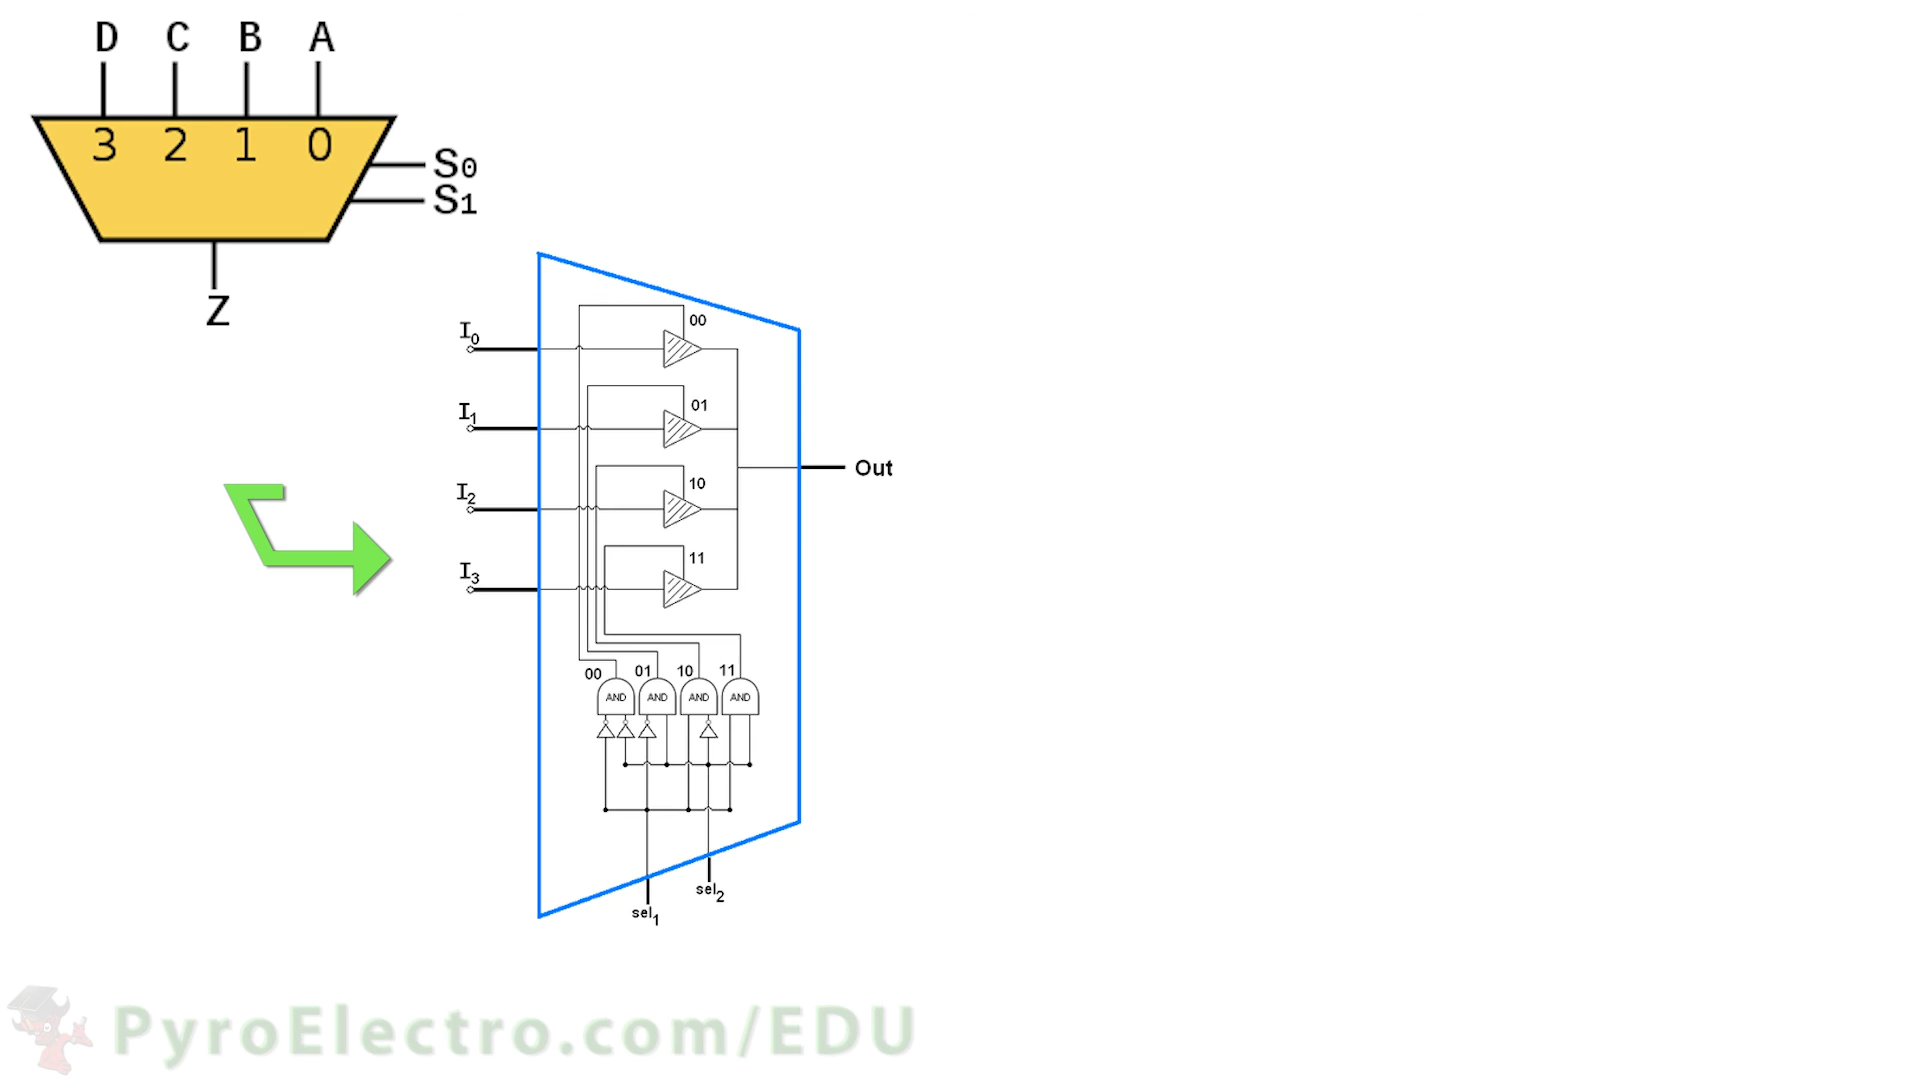 D C B A
3 2 1 0
S0
S1
Z
I0
00
I1
01
Out
I2
10
I3
11
00 01 10 11
AND AND AND AND
sel2
sel1
PyroElectro.com/EDU